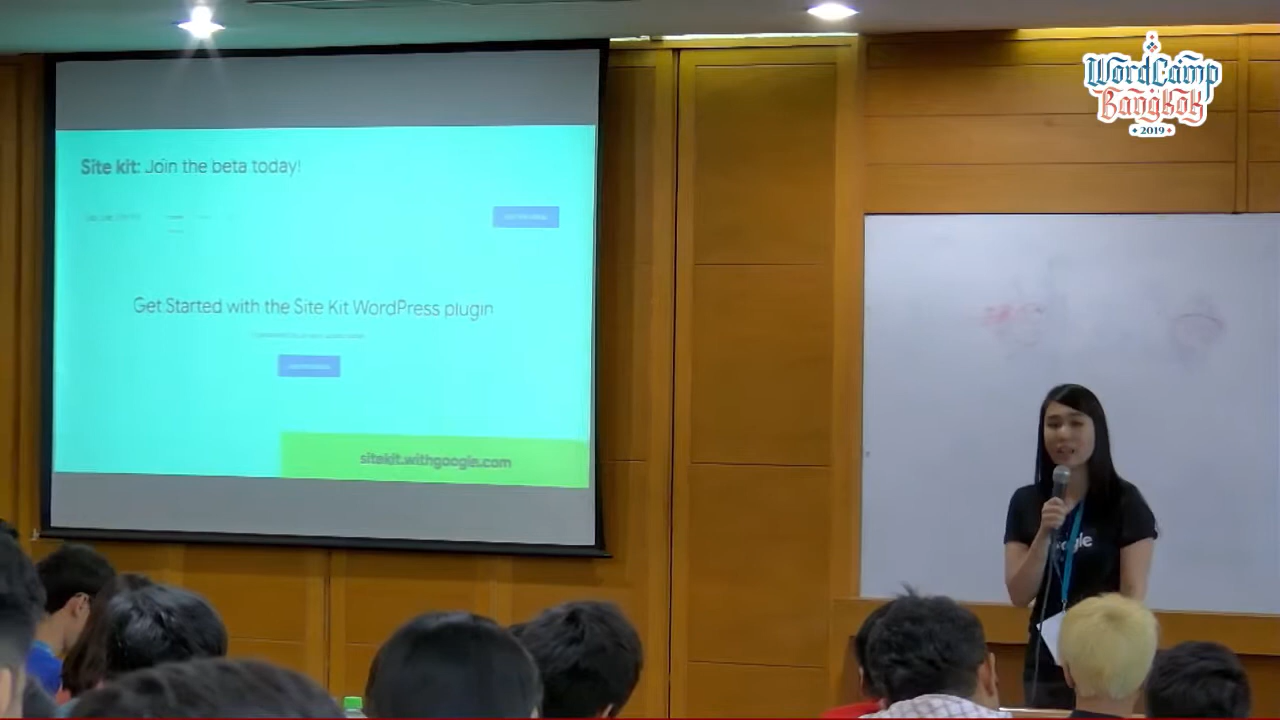 WordCamp
Bangkok
2019
Site kit: Join the beta today!
Get Started with the Site Kit WordPress plugin
sitekit.withgoogle.com